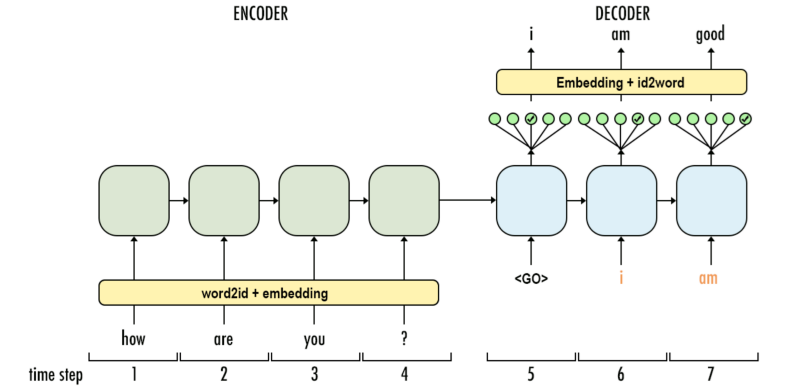 ENCODER
DECODER
i am good
Embedding + id2word
<GO> i am
word2id + embedding
how are you ?
time step 1 2 3 4 5 6 7